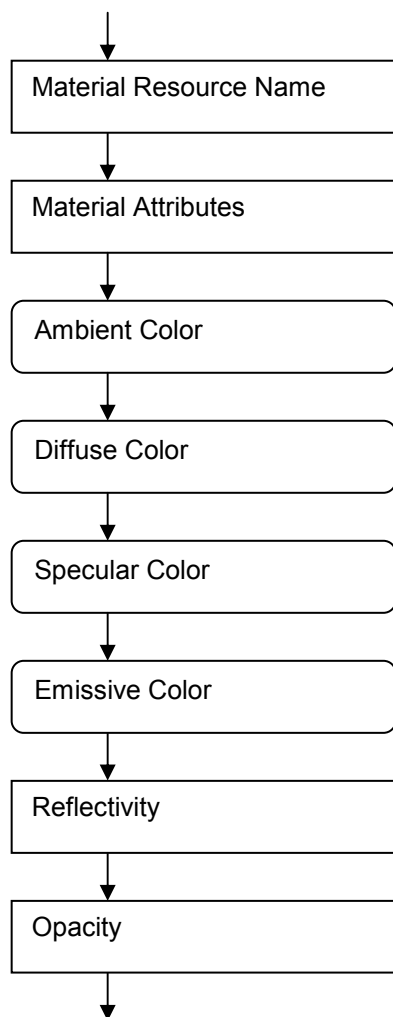 Material Resource Name
Material Attributes
Ambient Color
Diffuse Color
Specular Color
Emissive Color
Reflectivity
Opacity